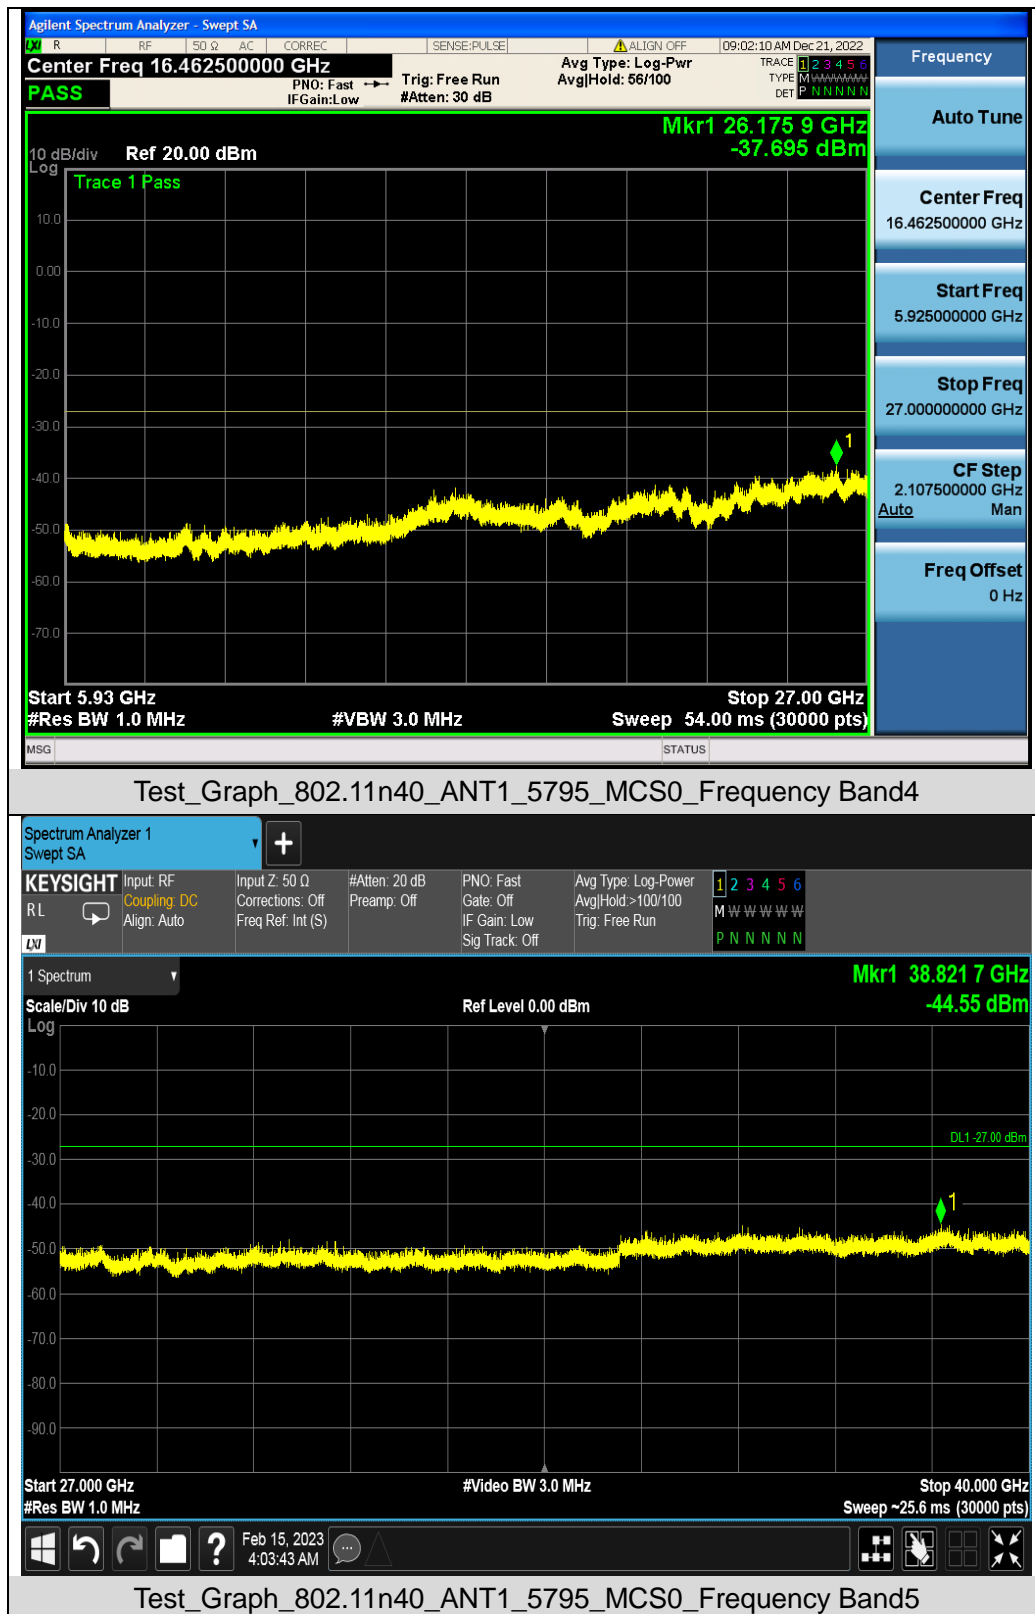 Agilent Spectrum Analyzer - Swept SA
LXI R RF 50 Ω AC CORREC SENSE:PULSE ALIGN OFF 09:02:10 AM Dec 21, 2022
Center Freq 16.462500000 GHz
PASS
PNO: Fast
IFGain:Low
Trig: Free Run
#Atten: 30 dB
Avg Type: Log-Pwr
Avg|Hold: 56/100
TRACE 1 2 3 4 5 6
TYPE M W W W W W
DET P N N N N N
Mkr1 26.175 9 GHz
-37.695 dBm
10 dB/div Ref 20.00 dBm
Log
Trace 1 Pass
10.0
0.00
-10.0
-20.0
-30.0
-40.0
-50.0
-60.0
-70.0
1
Start 5.93 GHz Stop 27.00 GHz
#Res BW 1.0 MHz #VBW 3.0 MHz Sweep 54.00 ms (30000 pts)
MSG STATUS
Frequency
Auto Tune
Center Freq
16.462500000 GHz
Start Freq
5.925000000 GHz
Stop Freq
27.000000000 GHz
CF Step
2.107500000 GHz
Auto Man
Freq Offset
0 Hz
Test_Graph_802.11n40_ANT1_5795_MCS0_Frequency Band4
Spectrum Analyzer 1
Swept SA
+
KEYSIGHT
R L
LXI
Input: RF
Coupling: DC
Align: Auto
Input Z: 50 Ω
Corrections: Off
Freq Ref: Int (S)
#Atten: 20 dB
Preamp: Off
PNO: Fast
Gate: Off
IF Gain: Low
Sig Track: Off
Avg Type: Log-Power
Avg|Hold:>100/100
Trig: Free Run
1 2 3 4 5 6
M W W W W W
P N N N N N
1 Spectrum
Mkr1 38.821 7 GHz
-44.55 dBm
Scale/Div 10 dB Ref Level 0.00 dBm
Log
-10.0
-20.0
DL1 -27.00 dBm
-30.0
-40.0
1
-50.0
-60.0
-70.0
-80.0
-90.0
Start 27.000 GHz #Video BW 3.0 MHz Stop 40.000 GHz
#Res BW 1.0 MHz Sweep ~25.6 ms (30000 pts)
?
Feb 15, 2023
4:03:43 AM
Test_Graph_802.11n40_ANT1_5795_MCS0_Frequency Band5